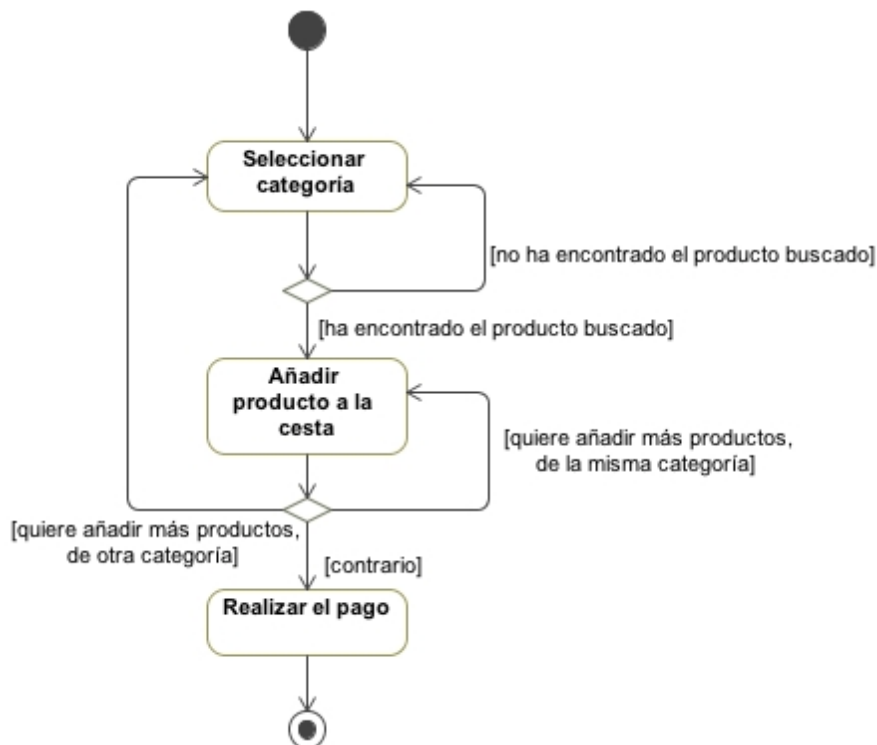 Seleccionar
categoría
[no ha encontrado el producto buscado]
[ha encontrado el producto buscado]
Añadir
producto a la
cesta
[quiere añadir más productos,
de la misma categoría]
[quiere añadir más productos,
de otra categoría]
[contrario]
Realizar el pago